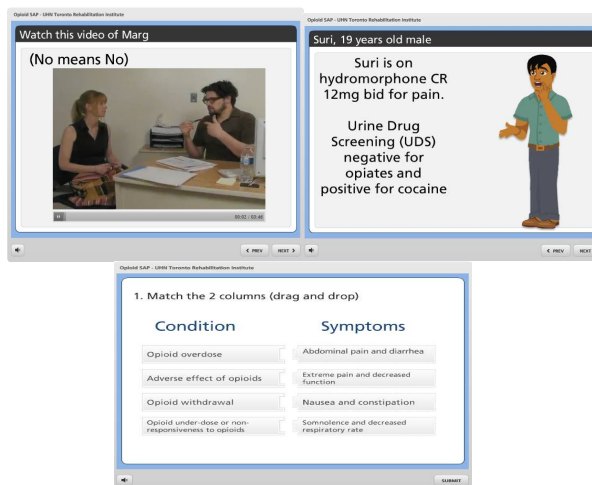 Opioid SAP - UHN Toronto Rehabilitation Institute
Watch this video of Marg
(No means No)
00:02 / 03:46
< PREV
NEXT >
Opioid SAP - UHN Toronto Rehabilitation Institute
Suri, 19 years old male
Suri is on
hydromorphone CR
12mg bid for pain.
Urine Drug
Screening (UDS)
negative for
opiates and
positive for cocaine
< PREV
NEXT
Opioid SAP - UHN Toronto Rehabilitation Institute
1. Match the 2 columns (drag and drop)
Condition
Symptoms
Opioid overdose
Abdominal pain and diarrhea
Adverse effect of opioids
Extreme pain and decreased
function
Opioid withdrawal
Nausea and constipation
Opioid under-dose or non-
responsiveness to opioids
Somnolence and decreased
respiratory rate
SUBMIT